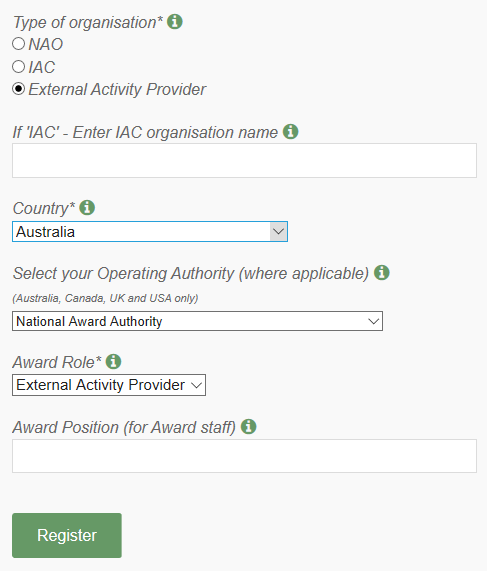 Type of organisation*
NAO
IAC
External Activity Provider
If 'IAC' - Enter IAC organisation name
Country*
Australia
Select your Operating Authority (where applicable)
(Australia, Canada, UK and USA only)
National Award Authority
Award Role*
External Activity Provider
Award Position (for Award staff)
Register